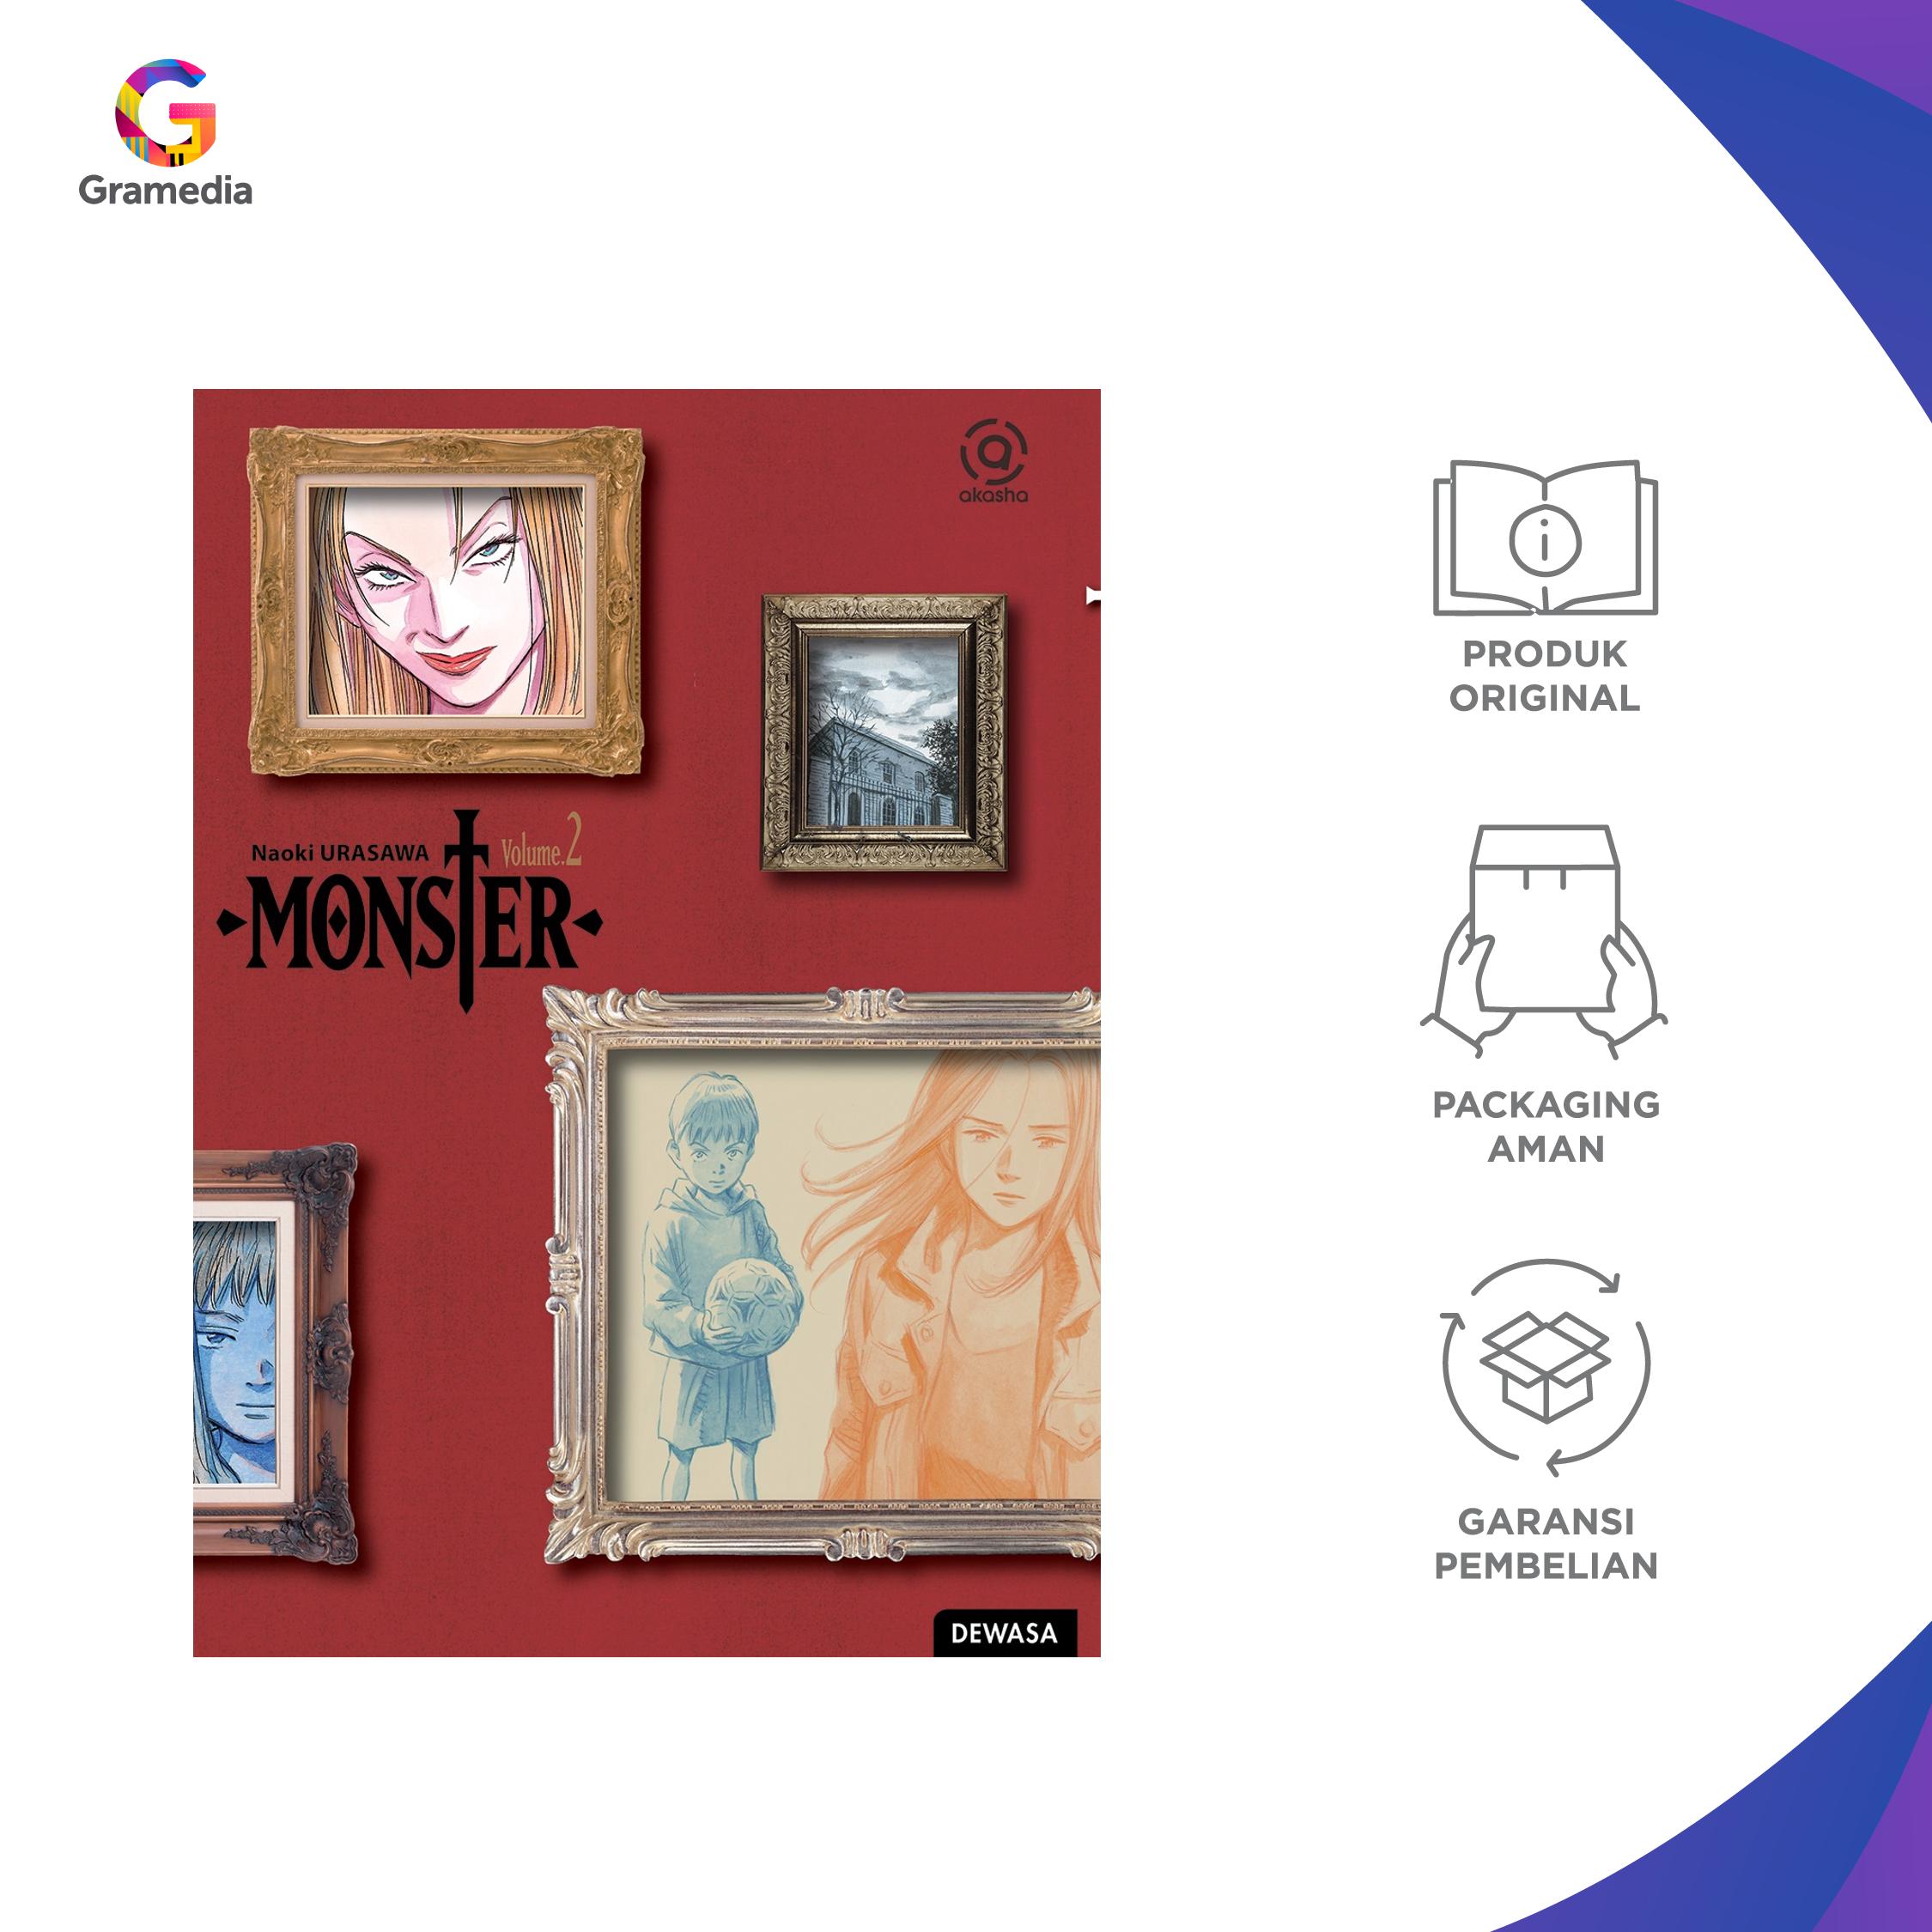 Gramedia
akasha
Naoki URASAWA
Volume.2
MONSTER
DEWASA
PRODUK
ORIGINAL
PACKAGING
AMAN
GARANSI
PEMBELIAN